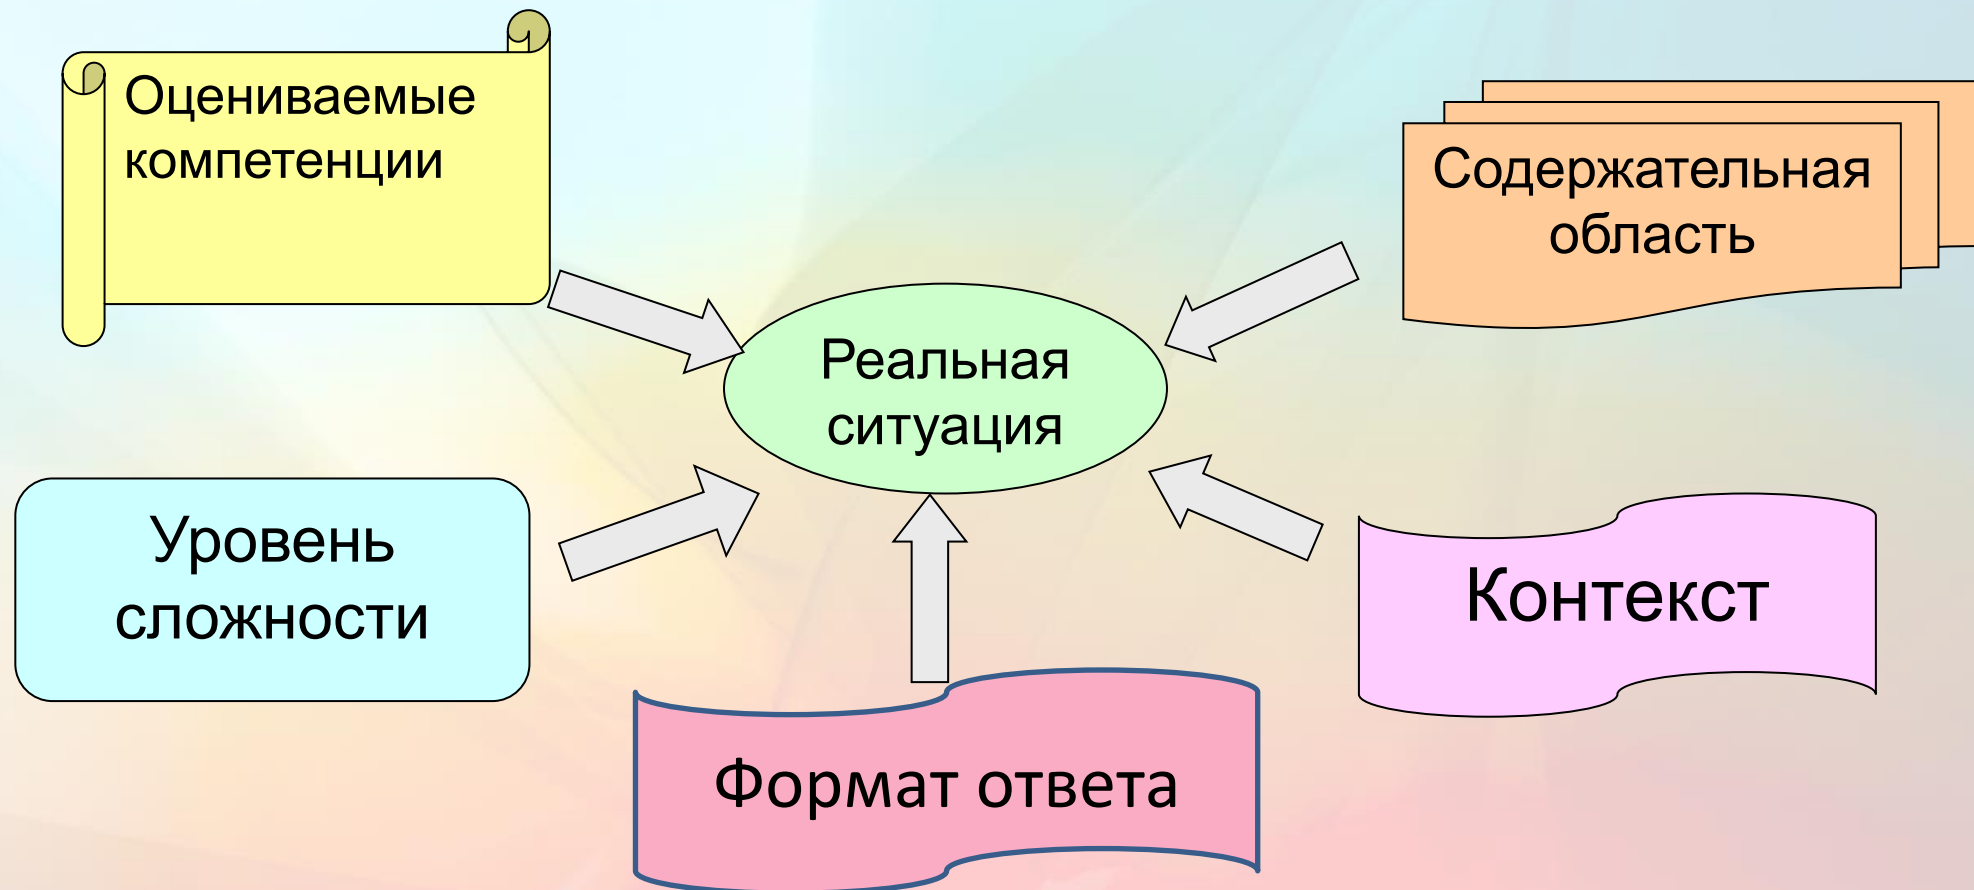 Оцениваемые
компетенции
Содержательная
область
Реальная
ситуация
Уровень
сложности
Контекст
Формат ответа